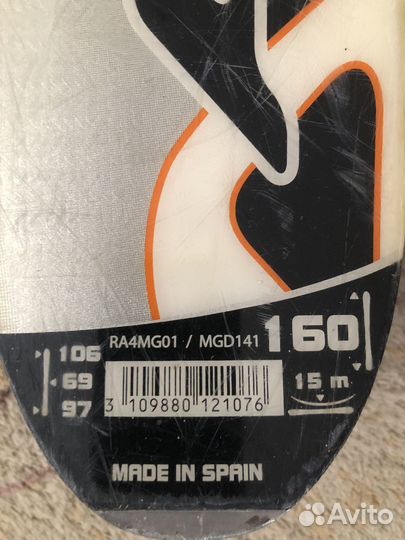 RA4MG01 / MGD141 160
106
69
97
15 m
3 109880 121076
MADE IN SPAIN
Avito